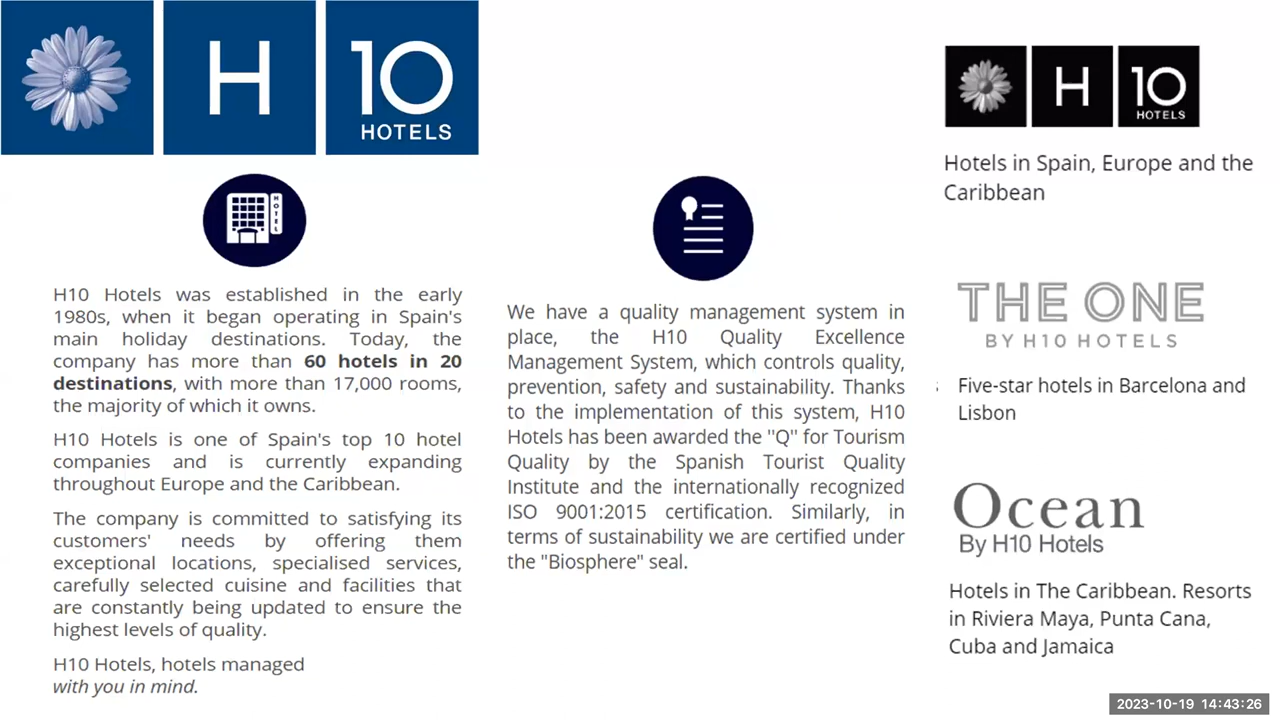 H
10
HOTELS
HOTEL
H10 Hotels was established in the early
1980s, when it began operating in Spain's
main holiday destinations. Today, the
company has more than 60 hotels in 20
destinations, with more than 17,000 rooms,
the majority of which it owns.
H10 Hotels is one of Spain's top 10 hotel
companies and is currently expanding
throughout Europe and the Caribbean.
The company is committed to satisfying its
customers' needs by offering them
exceptional locations, specialised services,
carefully selected cuisine and facilities that
are constantly being updated to ensure the
highest levels of quality.
H10 Hotels, hotels managed
with you in mind.
We have a quality management system in
place, the H10 Quality Excellence
Management System, which controls quality,
prevention, safety and sustainability. Thanks
to the implementation of this system, H10
Hotels has been awarded the "Q" for Tourism
Quality by the Spanish Tourist Quality
Institute and the internationally recognized
ISO 9001:2015 certification. Similarly, in
terms of sustainability we are certified under
the "Biosphere" seal.
H
10
HOTELS
Hotels in Spain, Europe and the
Caribbean
THE ONE
BY H10 HOTELS
Five-star hotels in Barcelona and
Lisbon
Ocean
By H10 Hotels
Hotels in The Caribbean. Resorts
in Riviera Maya, Punta Cana,
Cuba and Jamaica
2023-10-19 14:43:26